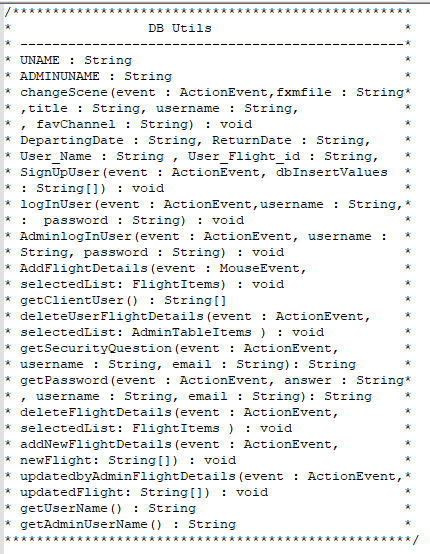 /**************************************************
* DB Utils *
* ------------------------------------------------*
* UNAME : String *
* ADMINUNAME : String *
* changeScene(event : ActionEvent,fxmfile : String*
* ,title : String, username : String, *
* , favChannel : String) : void *
* DepartingDate : String, ReturnDate : String, *
* User_Name : String , User_Flight_id : String, *
* SignUpUser(event : ActionEvent, dbInsertValues *
* : String[]) : void *
* logInUser(event : ActionEvent,username : String,*
* :  password : String) : void *
* AdminlogInUser(event : ActionEvent, username : *
* String, password : String) : void *
* AddFlightDetails(event : MouseEvent, *
* selectedList: FlightItems) : void *
* getClientUser() : String[] *
* deleteUserFlightDetails(event : ActionEvent, *
* selectedList: AdminTableItems ) : void *
* getSecurityQuestion(event : ActionEvent, *
* username : String, email : String): String *
* getPassword(event : ActionEvent, answer : String*
* , username : String, email : String): String *
* deleteFlightDetails(event : ActionEvent, *
* selectedList: FlightItems ) : void *
* addNewFlightDetails(event : ActionEvent, *
* newFlight: String[]) : void *
* updatedbyAdminFlightDetails(event : ActionEvent,*
* updatedFlight: String[]) : void *
* getUserName() : String *
* getAdminUserName() : String *
**************************************************/